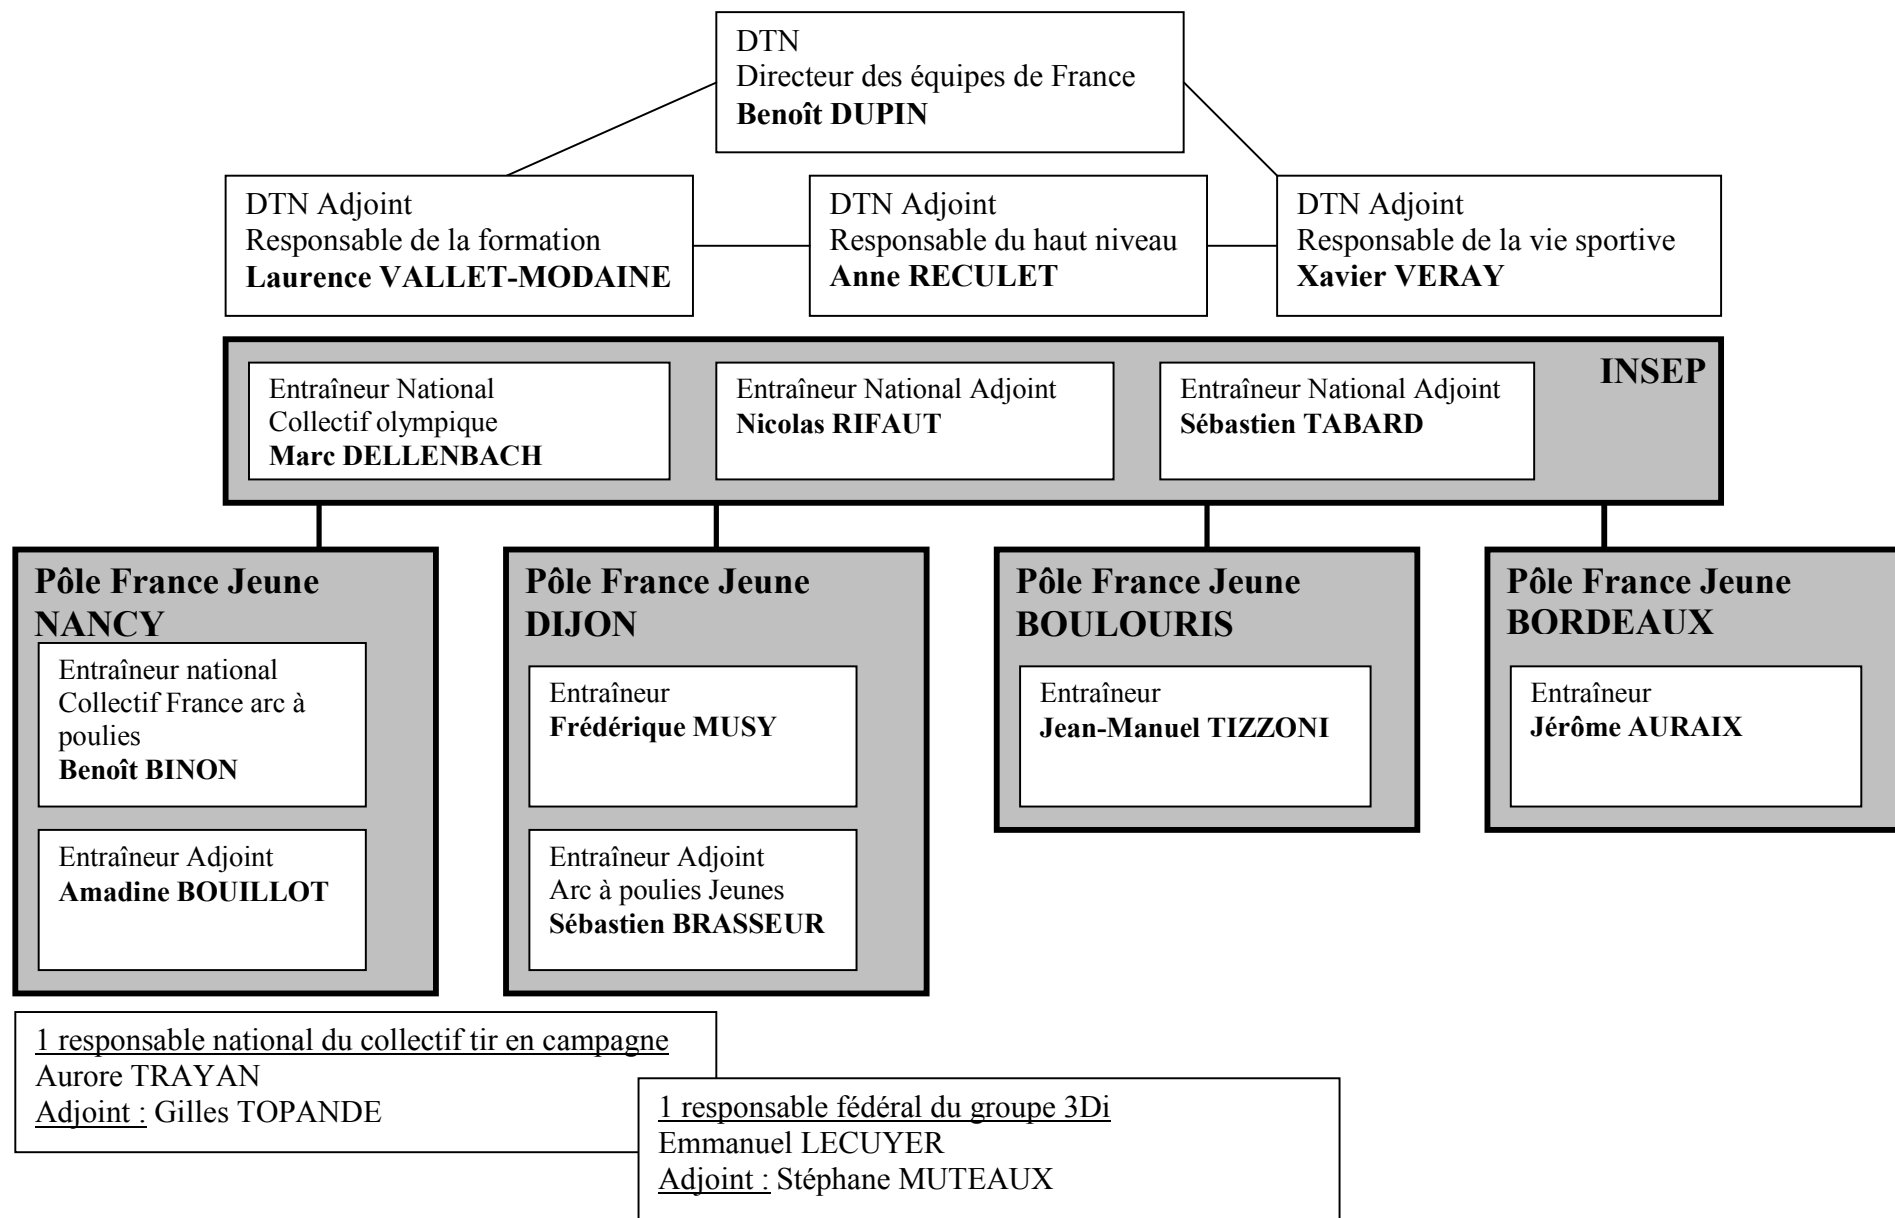 DTN
Directeur des équipes de France
Benoît DUPIN
DTN Adjoint
Responsable de la formation
Laurence VALLET-MODAINE
DTN Adjoint
Responsable du haut niveau
Anne RECULET
DTN Adjoint
Responsable de la vie sportive
Xavier VERAY
INSEP
Entraîneur National
Collectif olympique
Marc DELLENBACH
Entraîneur National Adjoint
Nicolas RIFAUT
Entraîneur National Adjoint
Sébastien TABARD
Pôle France Jeune
NANCY
Entraîneur national
Collectif France arc à
poulies
Benoît BINON
Entraîneur Adjoint
Amadine BOUILLOT
Pôle France Jeune
DIJON
Entraîneur
Frédérique MUSY
Entraîneur Adjoint
Arc à poulies Jeunes
Sébastien BRASSEUR
Pôle France Jeune
BOULOURIS
Entraîneur
Jean-Manuel TIZZONI
Pôle France Jeune
BORDEAUX
Entraîneur
Jérôme AURAIX
1 responsable national du collectif tir en campagne
Aurore TRAYAN
Adjoint : Gilles TOPANDE
1 responsable fédéral du groupe 3Di
Emmanuel LECUYER
Adjoint : Stéphane MUTEAUX